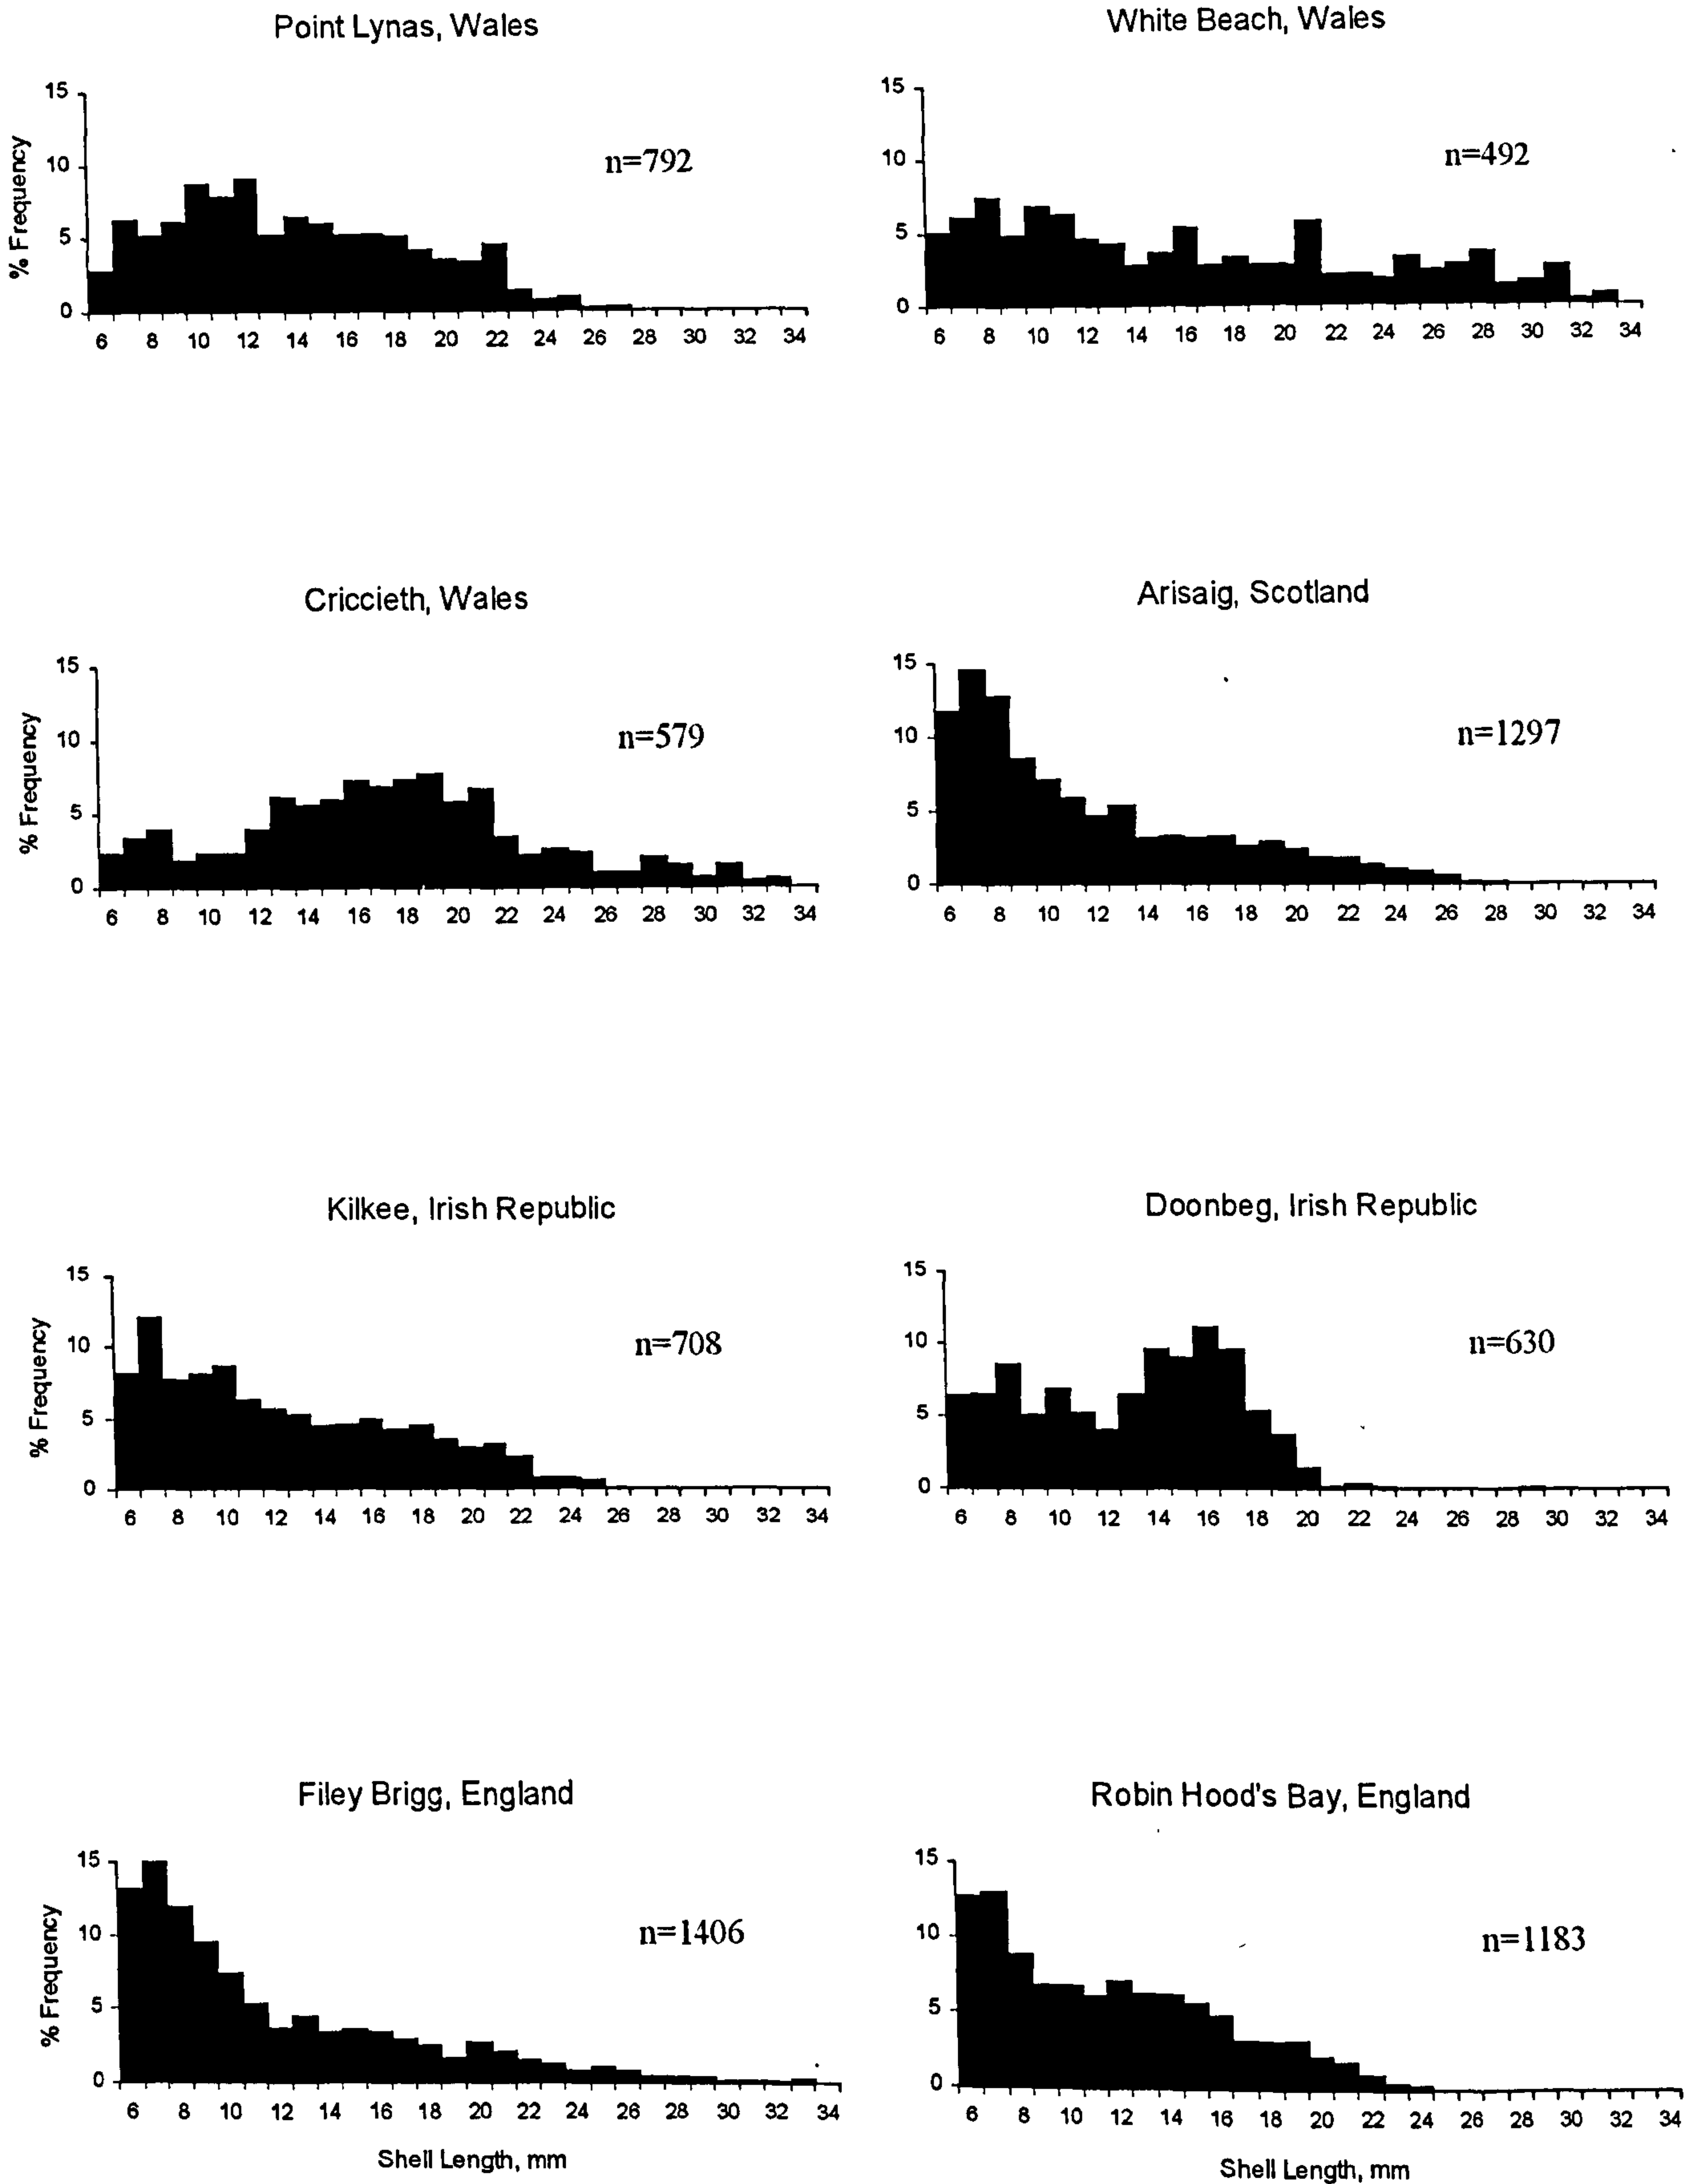 Point Lynas, Wales
15
10
5
0
% Frequency
n=792
6 8 10 12 14 16 18 20 22 24 26 28 30 32 34
White Beach, Wales
15
10
5
0
n=492
6 8 10 12 14 16 18 20 22 24 26 28 30 32 34
Criccieth, Wales
15
10
5
0
% Frequency
n=579
6 8 10 12 14 16 18 20 22 24 26 28 30 32 34
Arisaig, Scotland
15
10
5
0
n=1297
6 8 10 12 14 16 18 20 22 24 26 28 30 32 34
Kilkee, Irish Republic
15
10
5
0
% Frequency
n=708
6 8 10 12 14 16 18 20 22 24 26 28 30 32 34
Doonbeg, Irish Republic
15
10
5
0
n=630
6 8 10 12 14 16 18 20 22 24 26 28 30 32 34
Filey Brigg, England
15
10
5
0
% Frequency
n=1406
6 8 10 12 14 16 18 20 22 24 26 28 30 32 34
Shell Length, mm
Robin Hood's Bay, England
15
10
5
0
n=1183
6 8 10 12 14 16 18 20 22 24 26 28 30 32 34
Shell Length, mm